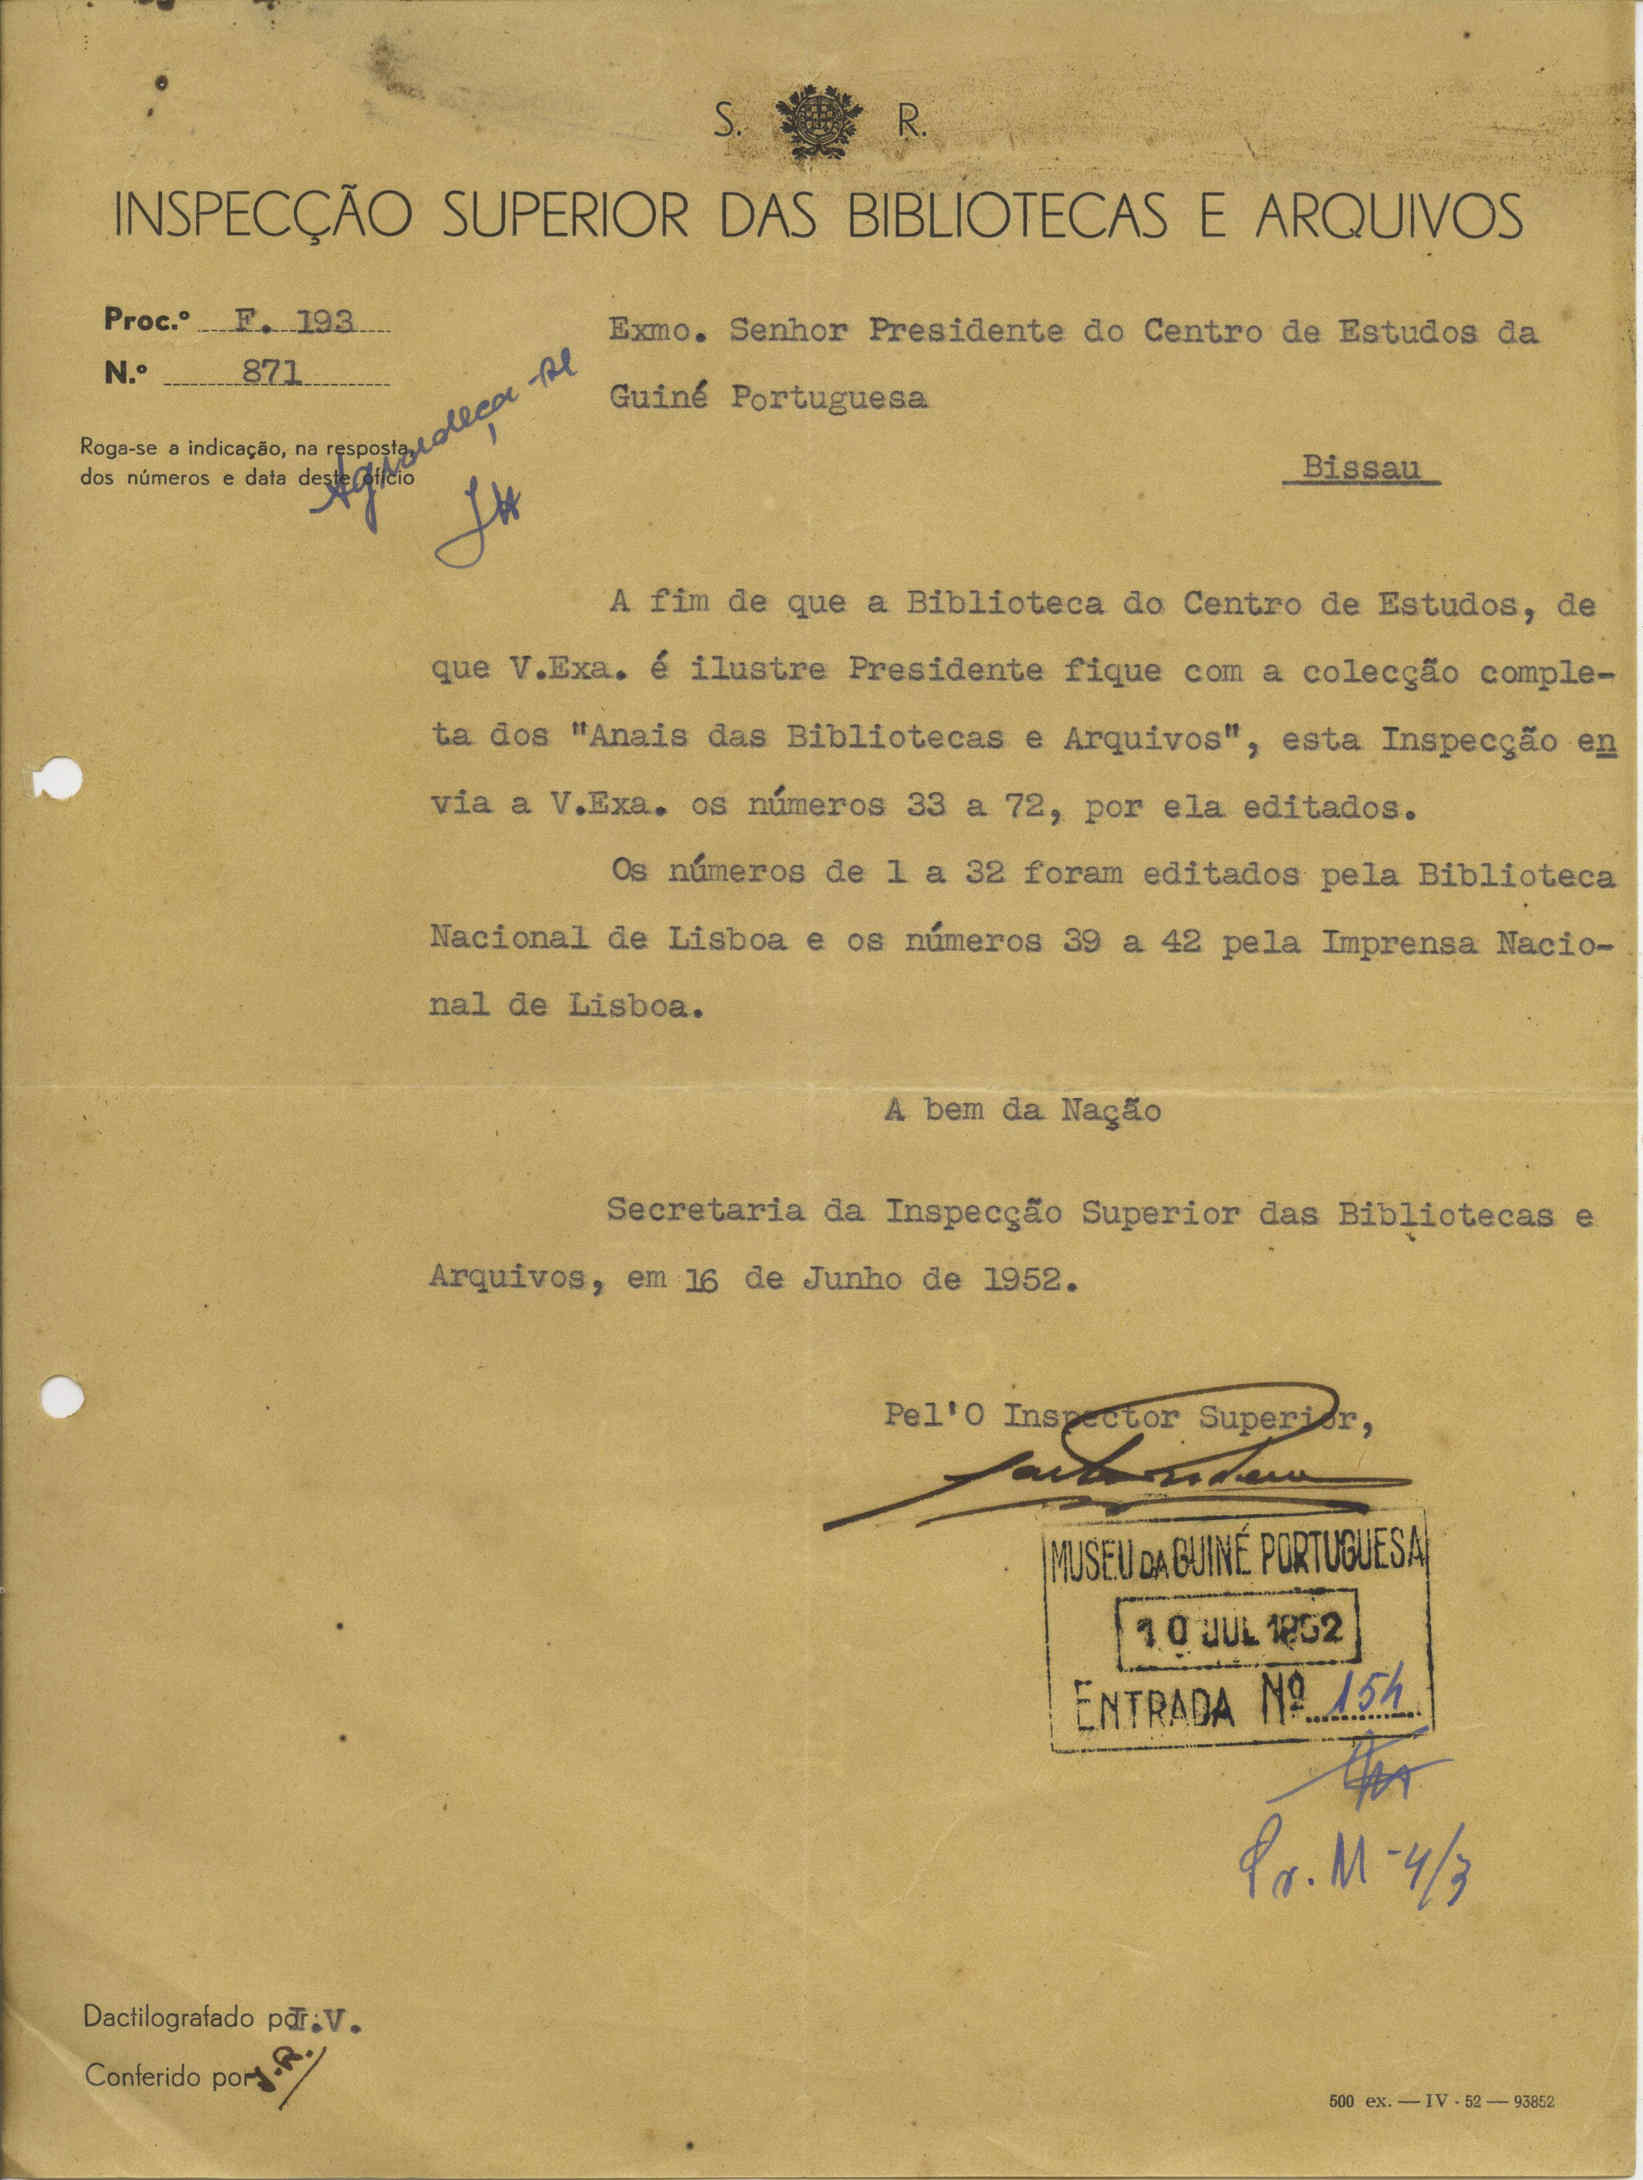 S. R.
INSPECÇÃO SUPERIOR DAS BIBLIOTECAS E ARQUIVOS
Proc.º F. 193
N.º 871
Roga-se a indicação, na resposta,
dos números e data deste ofício
Agradeça-se
Exmo. Senhor Presidente do Centro de Estudos da
Guiné Portuguesa
Bissau
A fim de que a Biblioteca do Centro de Estudos, de
que V.Exa. é ilustre Presidente fique com a colecção comple-
ta dos "Anais das Bibliotecas e Arquivos", esta Inspecção en
via a V.Exa. os números 33 a 72, por ela editados.
Os números de 1 a 32 foram editados pela Biblioteca
Nacional de Lisboa e os números 39 a 42 pela Imprensa Nacio-
nal de Lisboa.
A bem da Nação
Secretaria da Inspecção Superior das Bibliotecas e
Arquivos, em 16 de Junho de 1952.
Pel'O Inspector Superior,
MUSEU DA GUINÉ PORTUGUESA
10 JUL 1952
ENTRADA Nº 154
Pr. M-4/3
Dactilografado por T.V.
Conferido por J.R.
500 ex. — IV - 52 — 93852